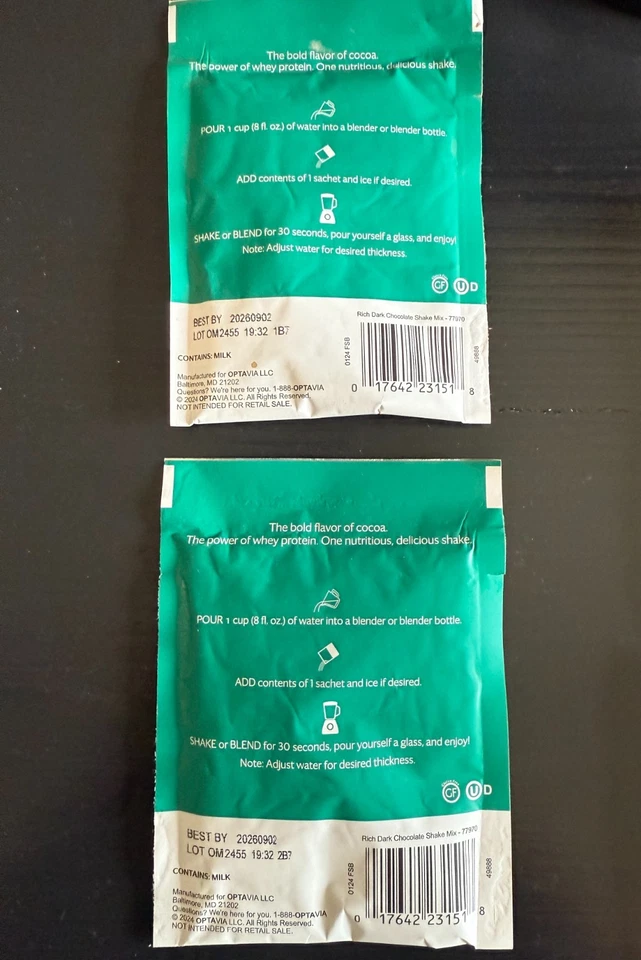 The bold flavor of cocoa.
The power of whey protein. One nutritious, delicious shake.
POUR 1 cup (8 fl. oz.) of water into a blender or blender bottle.
ADD contents of 1 sachet and ice if desired.
SHAKE or BLEND for 30 seconds, pour yourself a glass, and enjoy!
Note: Adjust water for desired thickness.
GF U D
BEST BY 20260902
LOT OM2455 19:32 1B7
CONTAINS: MILK
Manufactured for OPTAVIA LLC
Baltimore, MD 21202
Questions? We're here for you. 1-888-OPTAVIA
© 2024 OPTAVIA LLC. All Rights Reserved.
NOT INTENDED FOR RETAIL SALE.
Rich Dark Chocolate Shake Mix - 77970
0124 FSB
49888
0 17642 23151 8
The bold flavor of cocoa.
The power of whey protein. One nutritious, delicious shake.
POUR 1 cup (8 fl. oz.) of water into a blender or blender bottle.
ADD contents of 1 sachet and ice if desired.
SHAKE or BLEND for 30 seconds, pour yourself a glass, and enjoy!
Note: Adjust water for desired thickness.
GF U D
BEST BY 20260902
LOT OM2455 19:32 2B7
CONTAINS: MILK
Manufactured for OPTAVIA LLC
Baltimore, MD 21202
Questions? We're here for you. 1-888-OPTAVIA
© 2024 OPTAVIA LLC. All Rights Reserved.
NOT INTENDED FOR RETAIL SALE.
Rich Dark Chocolate Shake Mix - 77970
0124 FSB
49888
0 17642 23151 8